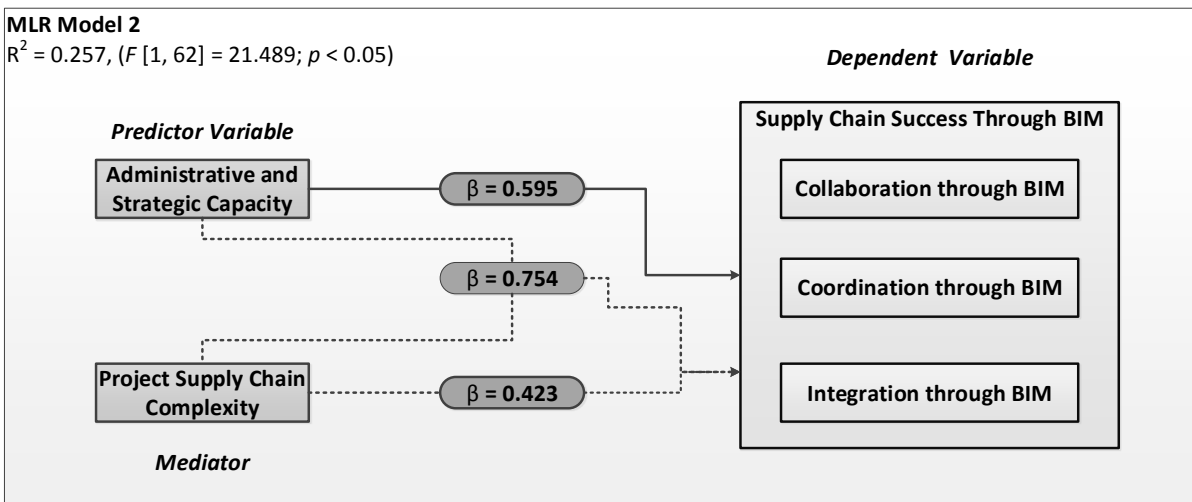 MLR Model 2
R² = 0.257, (F [1, 62] = 21.489; p < 0.05)
Dependent Variable
Predictor Variable
Supply Chain Success Through BIM
Administrative and
Strategic Capacity
β = 0.595
Collaboration through BIM
β = 0.754
Coordination through BIM
Project Supply Chain
Complexity
β = 0.423
Integration through BIM
Mediator